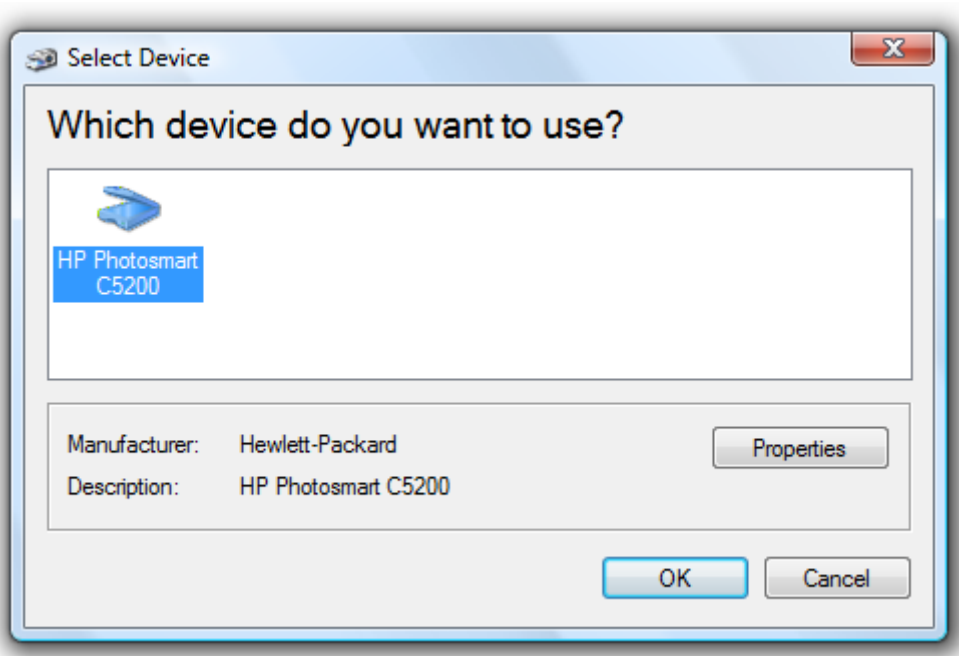 Select Device
Which device do you want to use?
HP Photosmart
C5200
Manufacturer: Hewlett-Packard
Properties
Description: HP Photosmart C5200
OK
Cancel